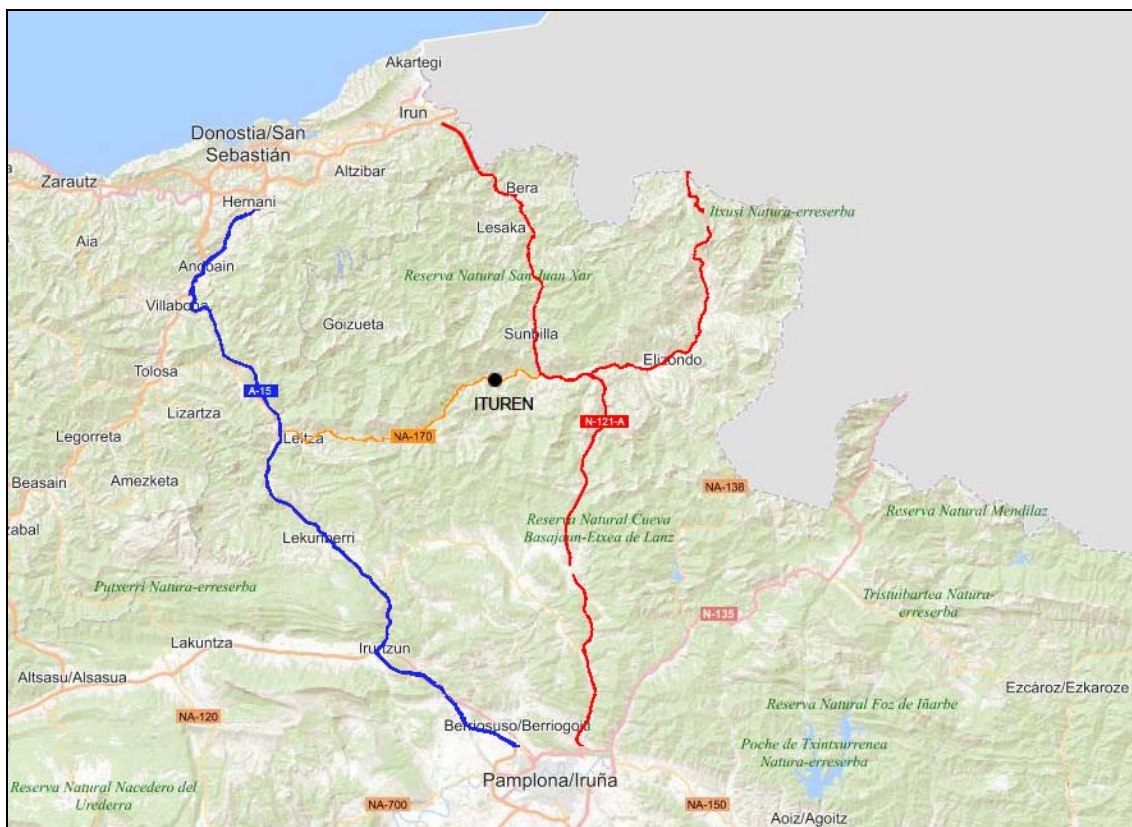 Akartegi
Irun
Donostia/San
Sebastián
Altzibar
Zarautz
Bera
Hernani
Itxusi Natura-erreserba
Lesaka
Aia
Andoain
Reserva Natural San Juan Xar
Villabona
Goizueta
Sunbilla
Elizondo
Tolosa
ITUREN
A-15
Lizartza
N-121-A
Legorreta
Leitza
NA-170
Beasain
Amezketa
NA-138
Reserva Natural Mendilaz
zabal
Reserva Natural Cueva
Basajaun-Etxea de Lanz
Lekunberri
Putxerri Natura-erreserba
Tristuibartea Natura-
erreserba
N-135
Lakuntza
Irurtzun
Altsasu/Alsasua
Ezcároz/Ezkaroze
NA-120
Reserva Natural Foz de Iñarbe
Berriosuso/Berriogoiti
Poche de Txintxurrenea
Natura-erreserba
Pamplona/Iruña
Reserva Natural Nacedero del
Urederra
NA-700
NA-150
Aoiz/Agoitz